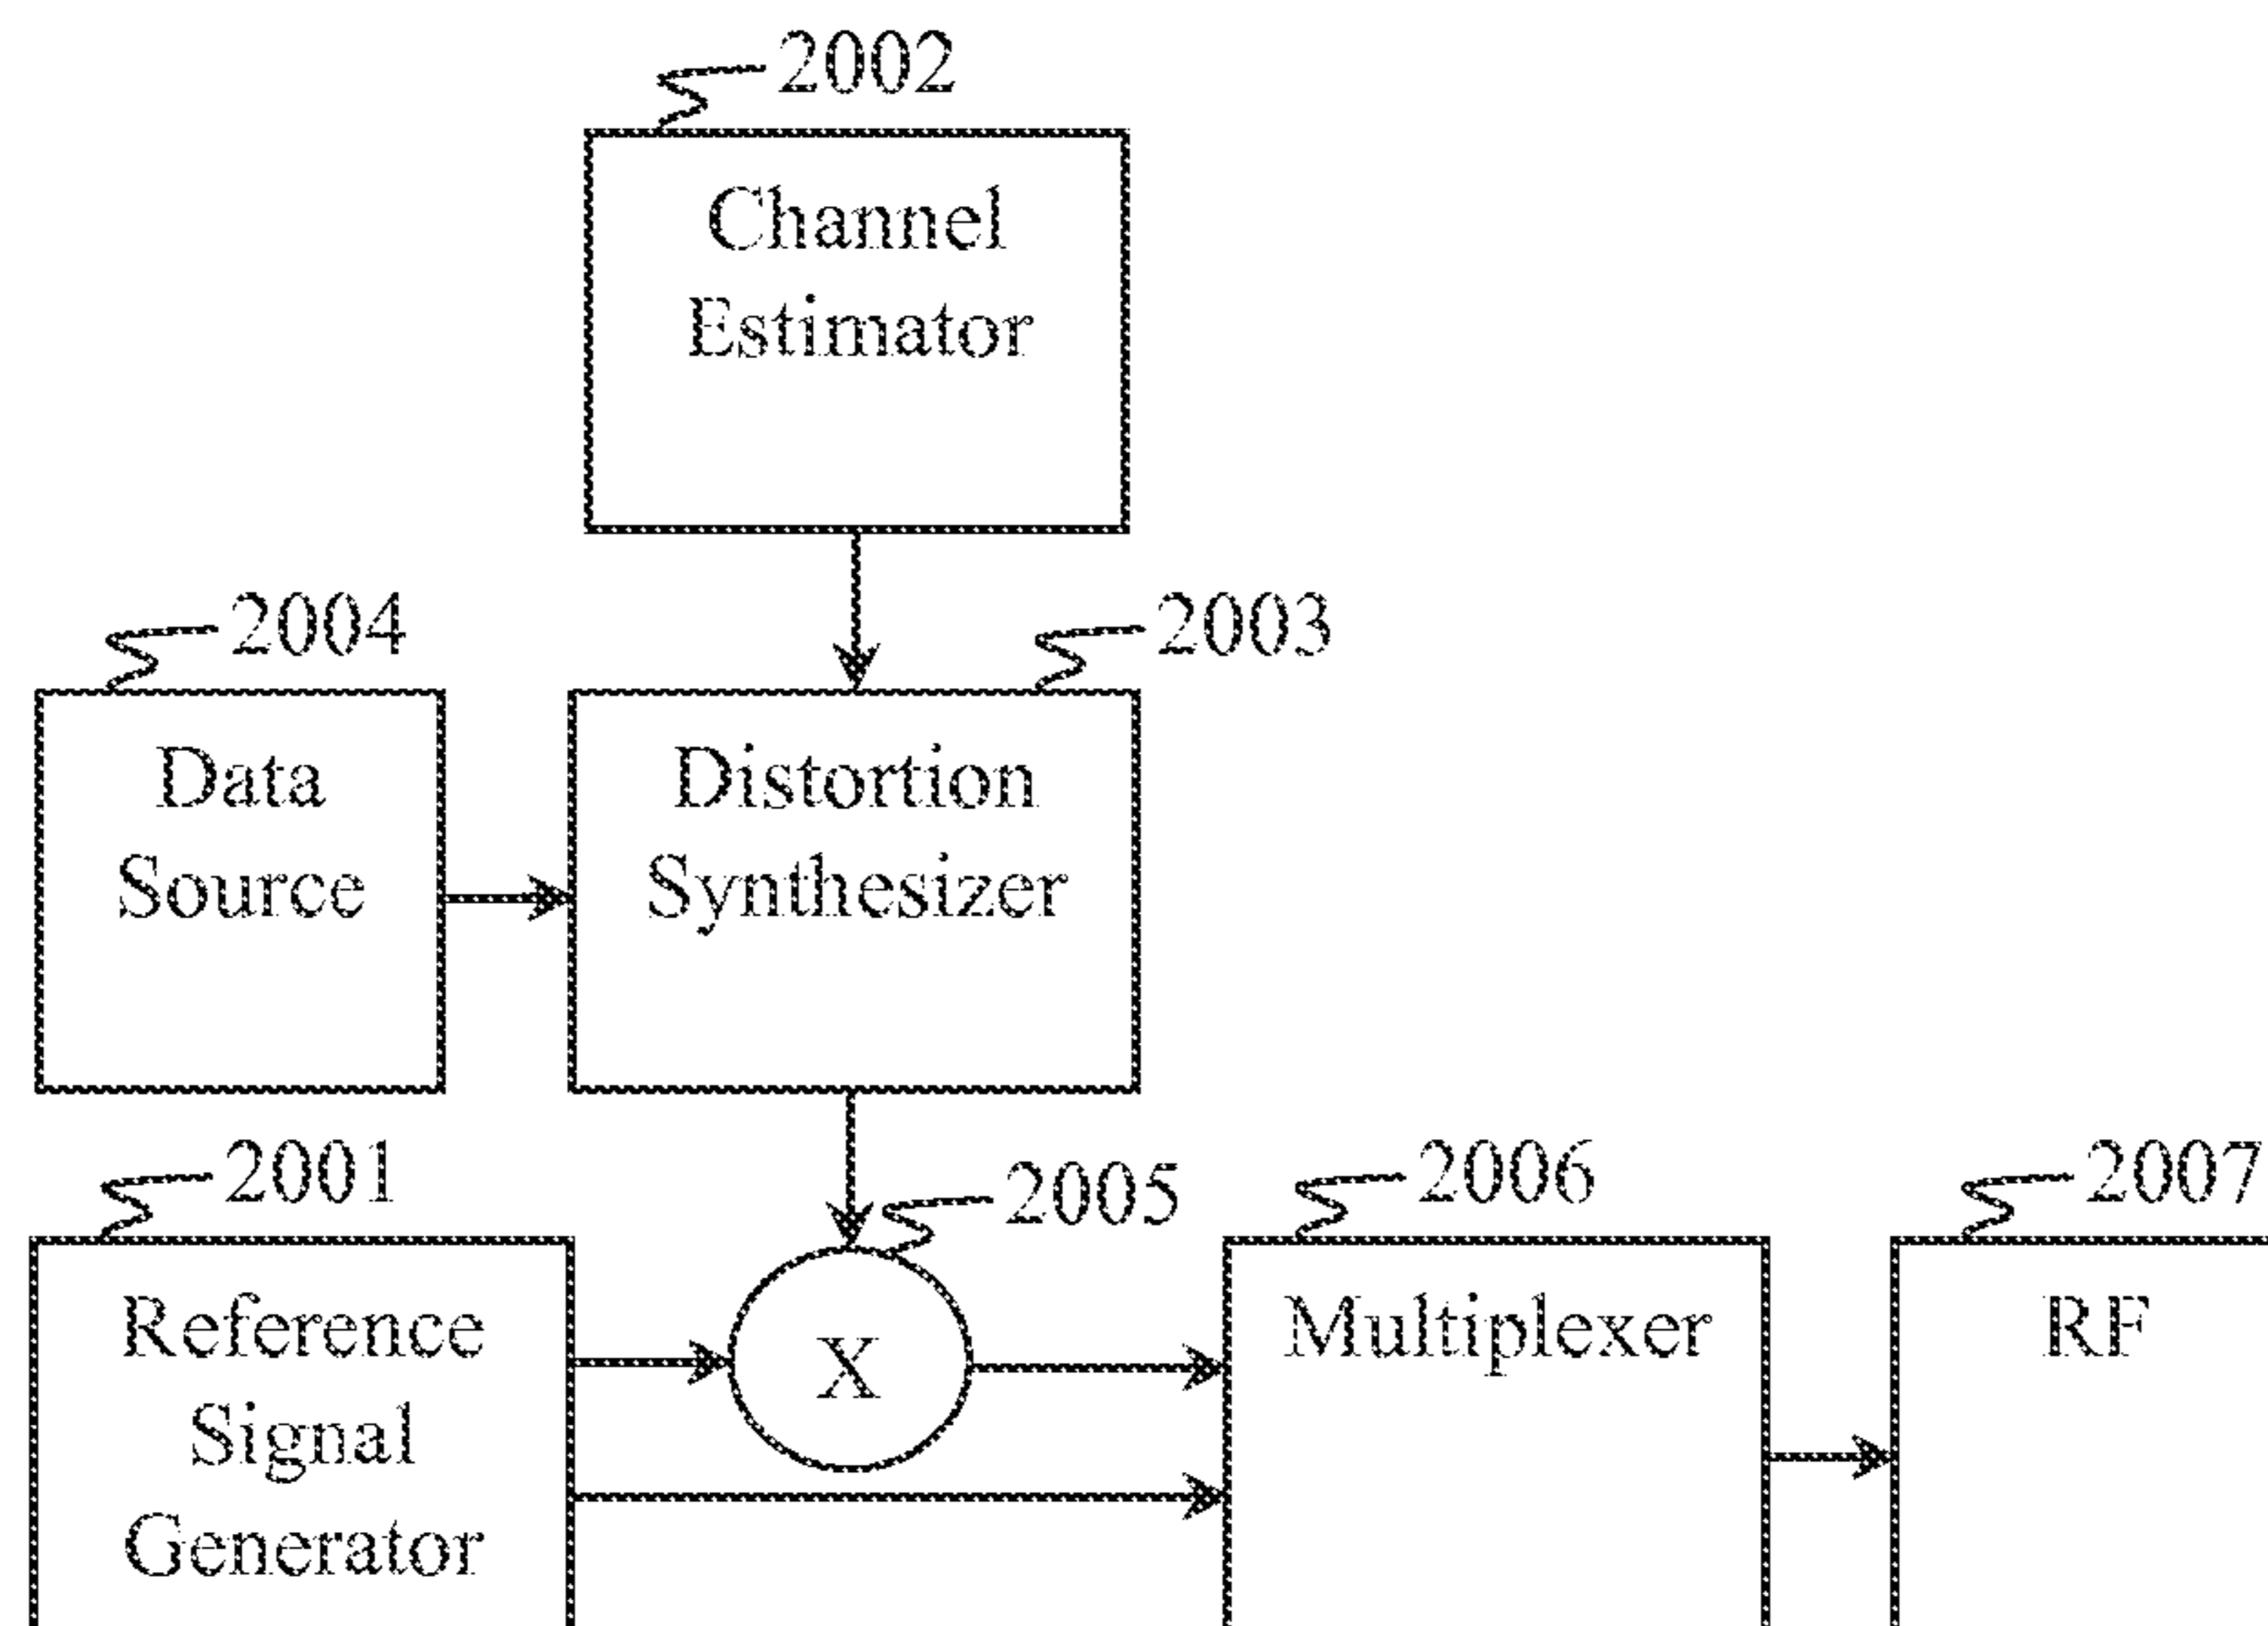 2002
Channel
Estimator
2004
2003
Data
Source
Distortion
Synthesizer
2001
2005
2006
2007
Reference
Signal
Generator
X
Multiplexer
RF